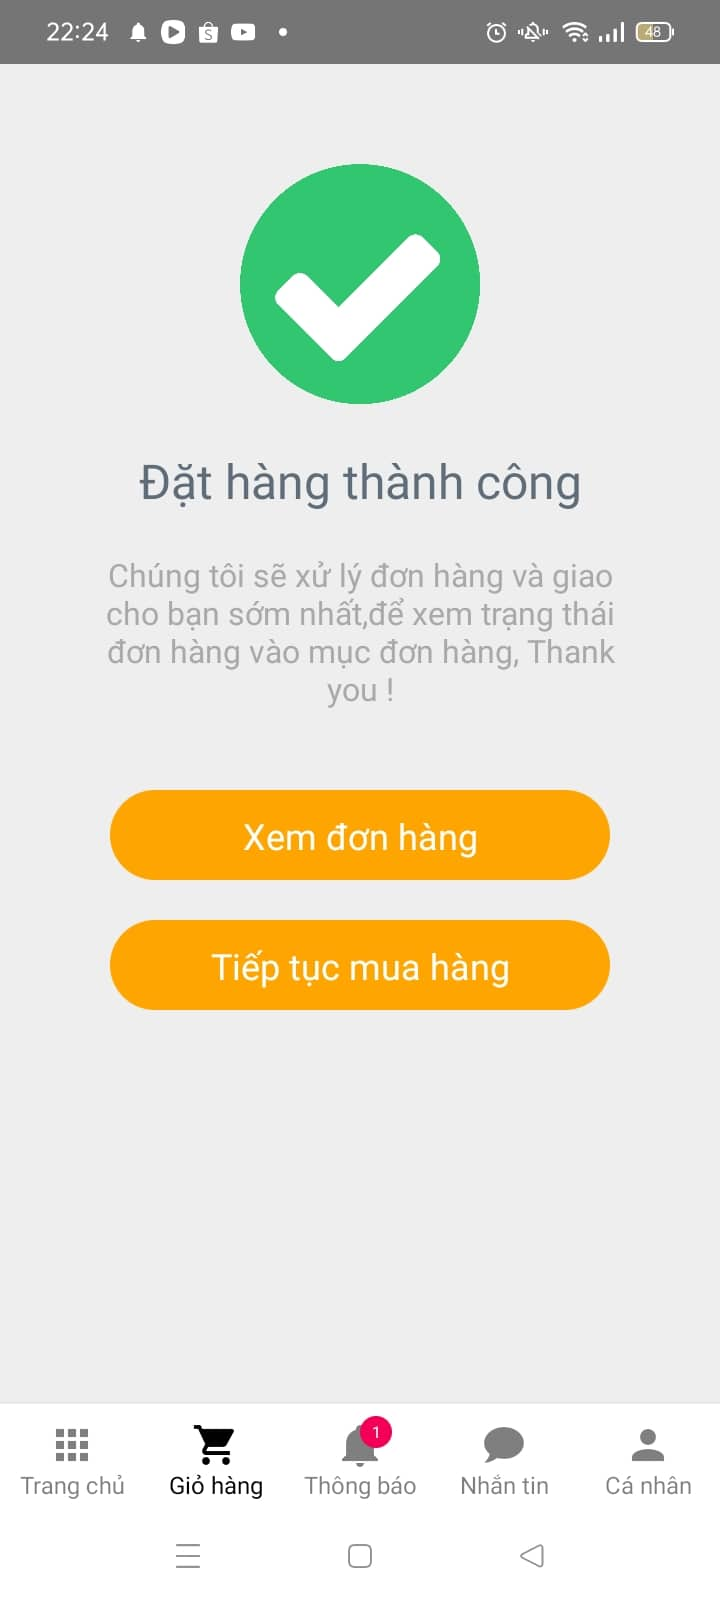 22:24
48
Đặt hàng thành công
Chúng tôi sẽ xử lý đơn hàng và giao
cho bạn sớm nhất,để xem trạng thái
đơn hàng vào mục đơn hàng, Thank
you !
Xem đơn hàng
Tiếp tục mua hàng
1
Trang chủ Giỏ hàng Thông báo Nhắn tin Cá nhân